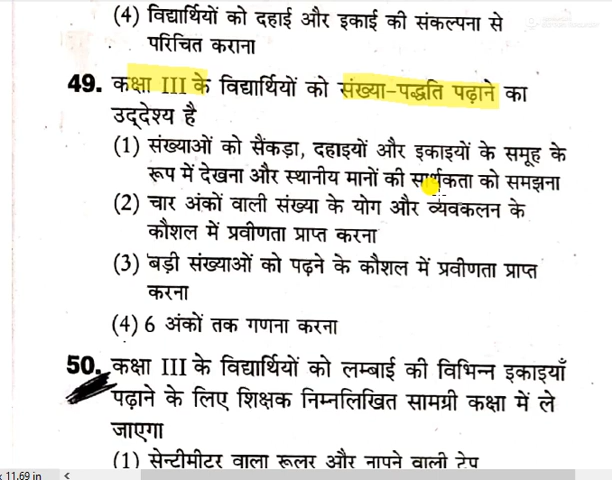 (4) विद्यार्थियों को दहाई और इकाई की संकल्पना से
परिचित कराना
49. कक्षा III के विद्यार्थियों को संख्या-पद्धति पढ़ाने का
उद्देश्य है
(1) संख्याओं को सैंकड़ा, दहाइयों और इकाइयों के समूह के
रूप में देखना और स्थानीय मानों की सार्थकता को समझना
(2) चार अंकों वाली संख्या के योग और व्यवकलन के
कौशल में प्रवीणता प्राप्त करना
(3) बड़ी संख्याओं को पढ़ने के कौशल में प्रवीणता प्राप्त
करना
(4) 6 अंकों तक गणना करना
50. कक्षा III के विद्यार्थियों को लम्बाई की विभिन्न इकाइयाँ
पढ़ाने के लिए शिक्षक निम्नलिखित सामग्री कक्षा में ले
जाएगा
(1) सेन्टीमीटर वाला रूलर और नापने वाली टेप
x 11.69 in